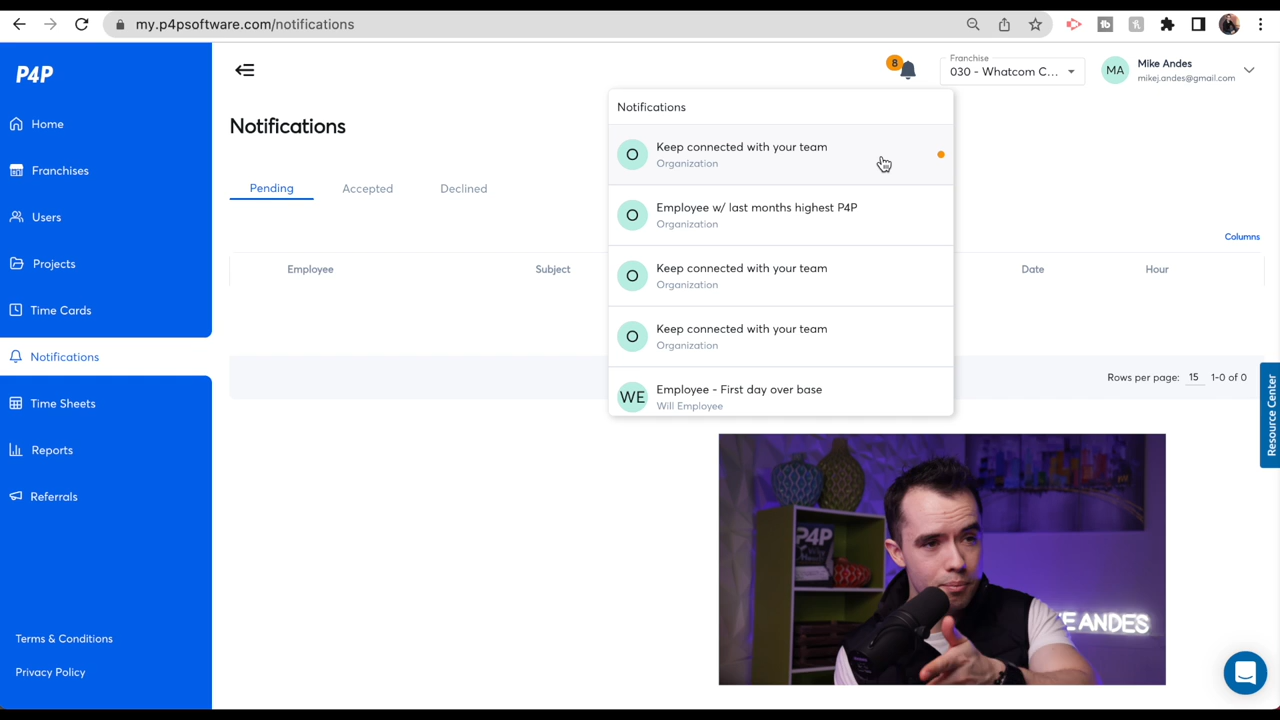 my.p4psoftware.com/notifications
P4P
8
Franchise
030 - Whatcom C...
MA
Mike Andes
mikej.andes@gmail.com
Home
Franchises
Users
Projects
Time Cards
Notifications
Time Sheets
Reports
Referrals
Terms & Conditions
Privacy Policy
Notifications
Pending
Accepted
Declined
Columns
Employee
Subject
Date
Hour
Rows per page: 15 1-0 of 0
Notifications
O
Keep connected with your team
Organization
O
Employee w/ last months highest P4P
Organization
O
Keep connected with your team
Organization
O
Keep connected with your team
Organization
WE
Employee - First day over base
Will Employee
Resource Center
P4P
E ANDES